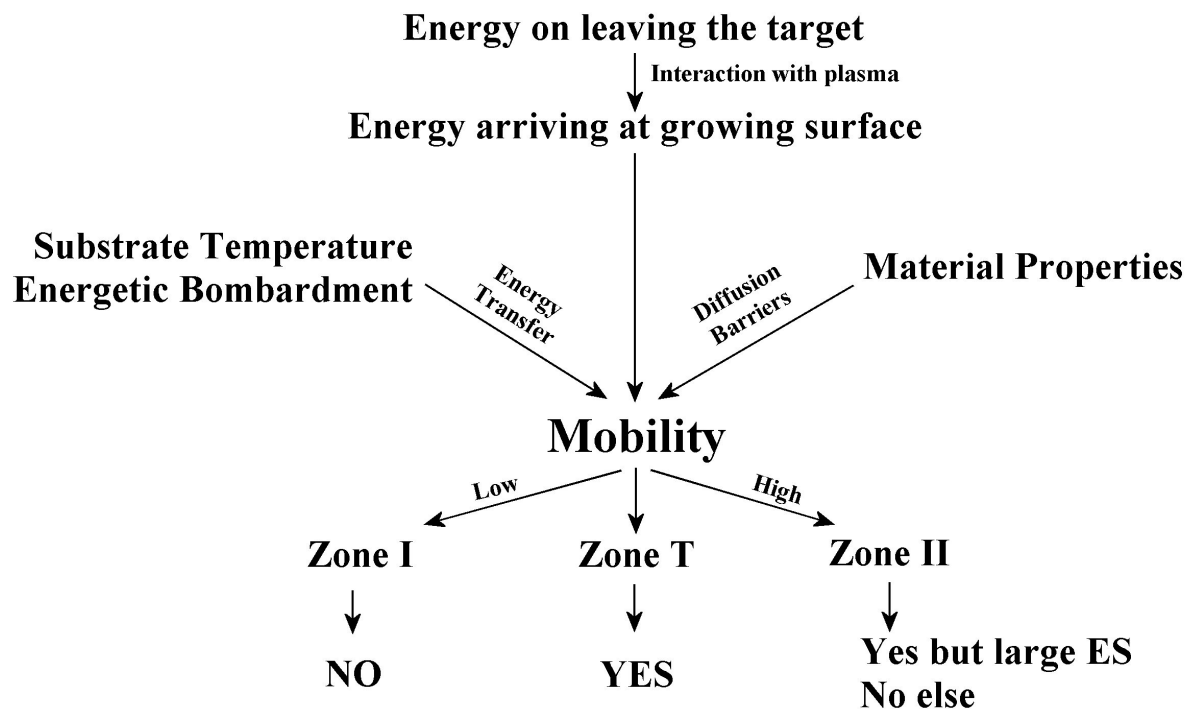 Energy on leaving the target
Interaction with plasma
Energy arriving at growing surface
Substrate Temperature
Energetic Bombardment
Energy
Transfer
Diffusion
Barriers
Material Properties
Mobility
Low
High
Zone I
Zone T
Zone II
NO
YES
Yes but large ES
No else